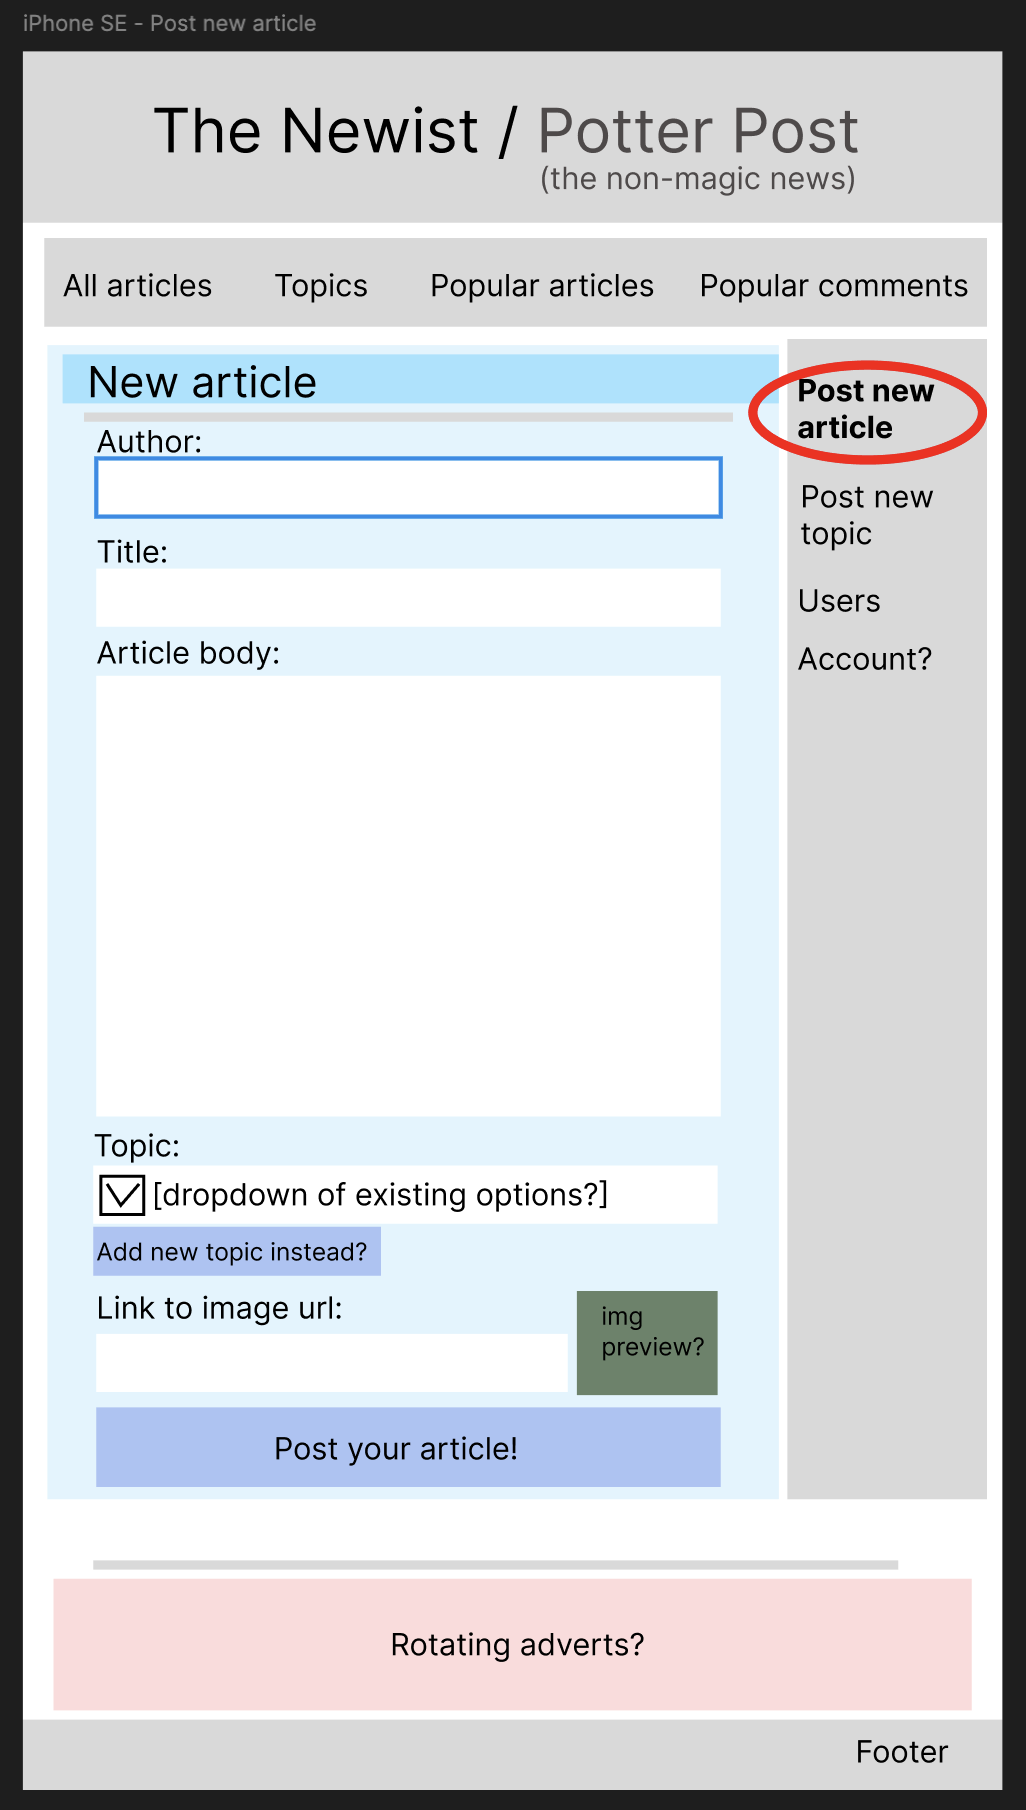 iPhone SE - Post new article
The Newist / Potter Post
(the non-magic news)
All articles Topics Popular articles Popular comments
New article
Author:
Title:
Article body:
Topic:
[dropdown of existing options?]
Add new topic instead?
Link to image url:
img
preview?
Post your article!
Post new
article
Post new
topic
Users
Account?
Rotating adverts?
Footer